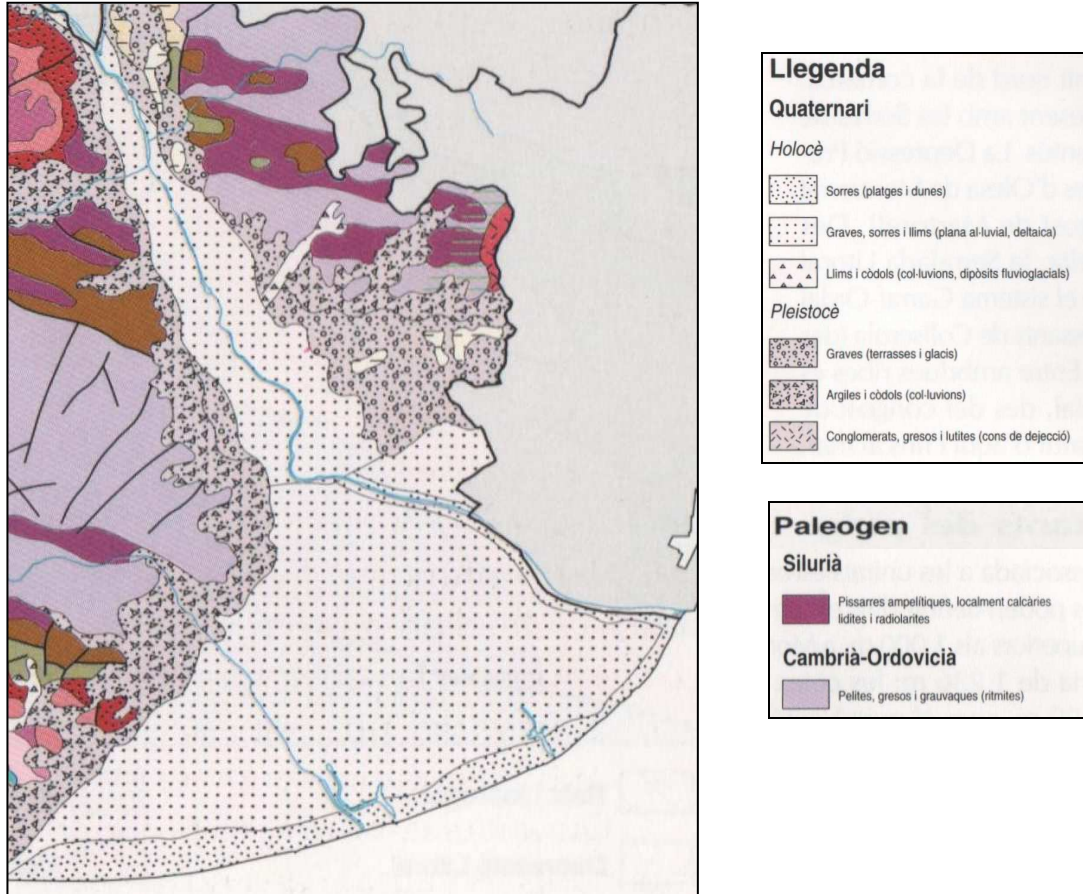 Llegenda
Quaternari
Holocè
Sorres (platges i dunes)
Graves, sorres i llims (plana al·luvial, deltaica)
Llims i còdols (col·luvions, dipòsits fluvioglacials)
Pleistocè
Graves (terrasses i glacis)
Argiles i còdols (col·luvions)
Conglomerats, gresos i lutites (cons de dejecció)
Paleogen
Silurià
Pissarres ampelítiques, localment calcàries
lidites i radiolarites
Cambrià-Ordovicià
Pelites, gresos i grauvaques (ritmites)